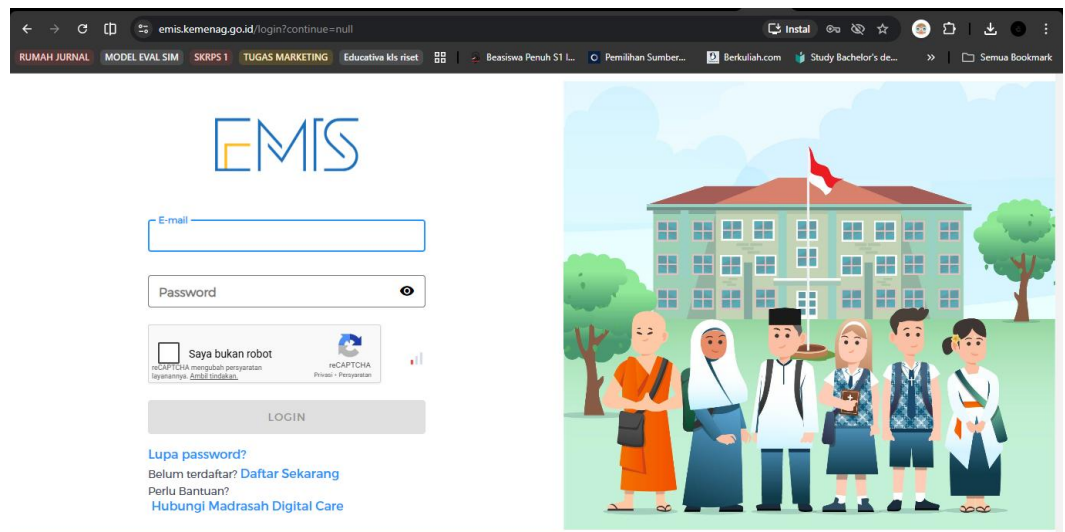 emis.kemenag.go.id/login?continue=null
Instal
RUMAH JURNAL MODEL EVAL SIM SKRPS 1 TUGAS MARKETING Educativa kls riset Beasiswa Penuh S1 I... Pemilihan Sumber... Berkuliah.com Study Bachelor's de... » Semua Bookmark
EMIS
E-mail
Password
Saya bukan robot
reCAPTCHA
reCAPTCHA mengubah persyaratan
layanannya. Ambil tindakan.
Privasi - Persyaratan
LOGIN
Lupa password?
Belum terdaftar? Daftar Sekarang
Perlu Bantuan?
Hubungi Madrasah Digital Care